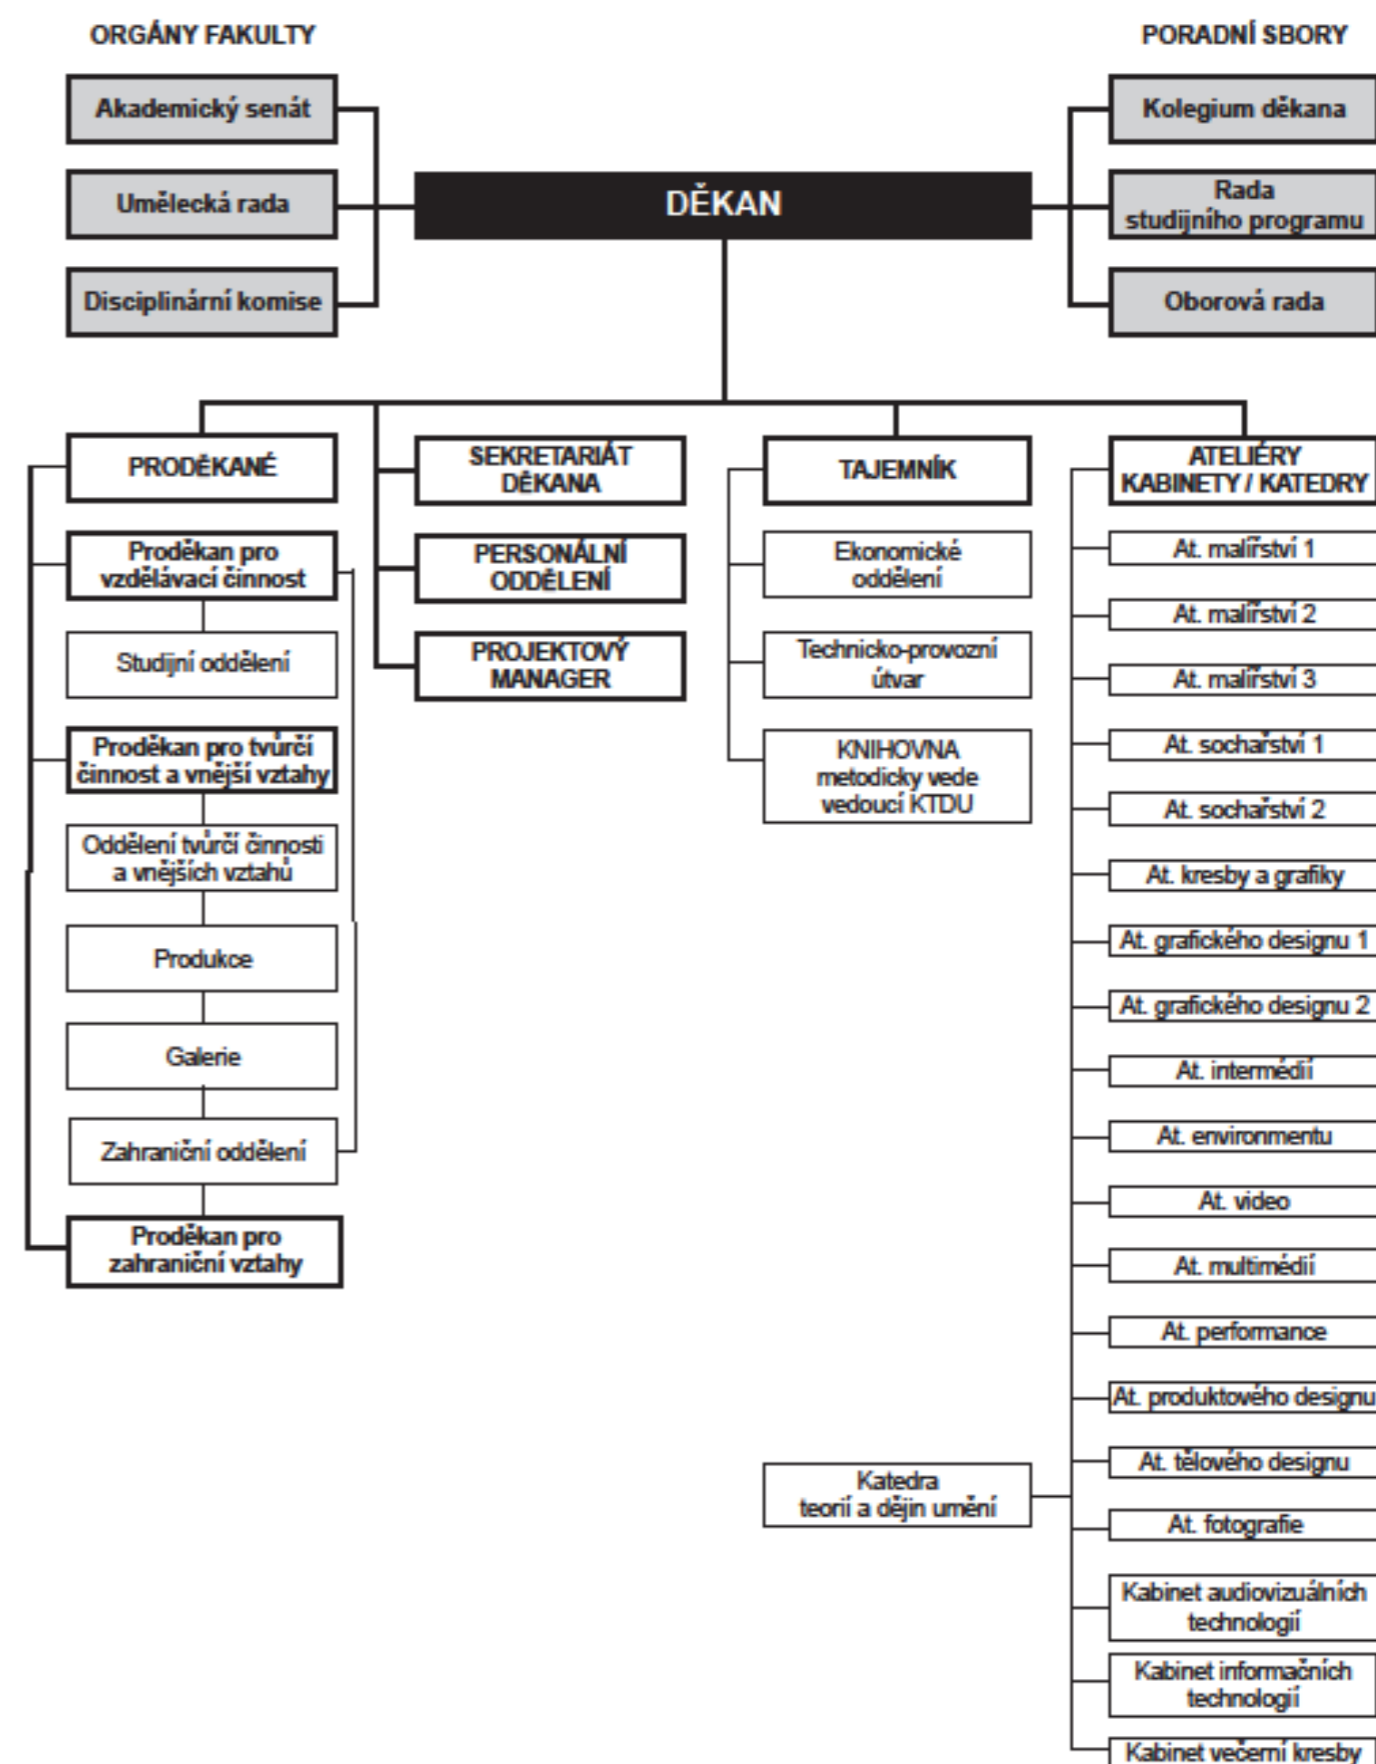 ORGÁNY FAKULTY
PORADNÍ SBORY
Akademický senát
Umělecká rada
Disciplinární komise
DĚKAN
Kolegium děkana
Rada
studijního programu
Oborová rada
PRODĚKANÉ
Proděkan pro
vzdělávací činnost
Studijní oddělení
Proděkan pro tvůrčí
činnost a vnější vztahy
Oddělení tvůrčí činnosti
a vnějších vztahů
Produkce
Galerie
Zahraniční oddělení
Proděkan pro
zahraniční vztahy
SEKRETARIÁT
DĚKANA
PERSONÁLNÍ
ODDĚLENÍ
PROJEKTOVÝ
MANAGER
TAJEMNÍK
Ekonomické
oddělení
Technicko-provozní
útvar
KNIHOVNA
metodicky vede
vedoucí KTDU
Katedra
teorií a dějin umění
ATELIÉRY
KABINETY / KATEDRY
At. malířství 1
At. malířství 2
At. malířství 3
At. sochařství 1
At. sochařství 2
At. kresby a grafiky
At. grafického designu 1
At. grafického designu 2
At. intermédií
At. environmentu
At. video
At. multimédií
At. performance
At. produktového designu
At. tělového designu
At. fotografie
Kabinet audiovizuálních
technologií
Kabinet informačních
technologií
Kabinet večerní kresby